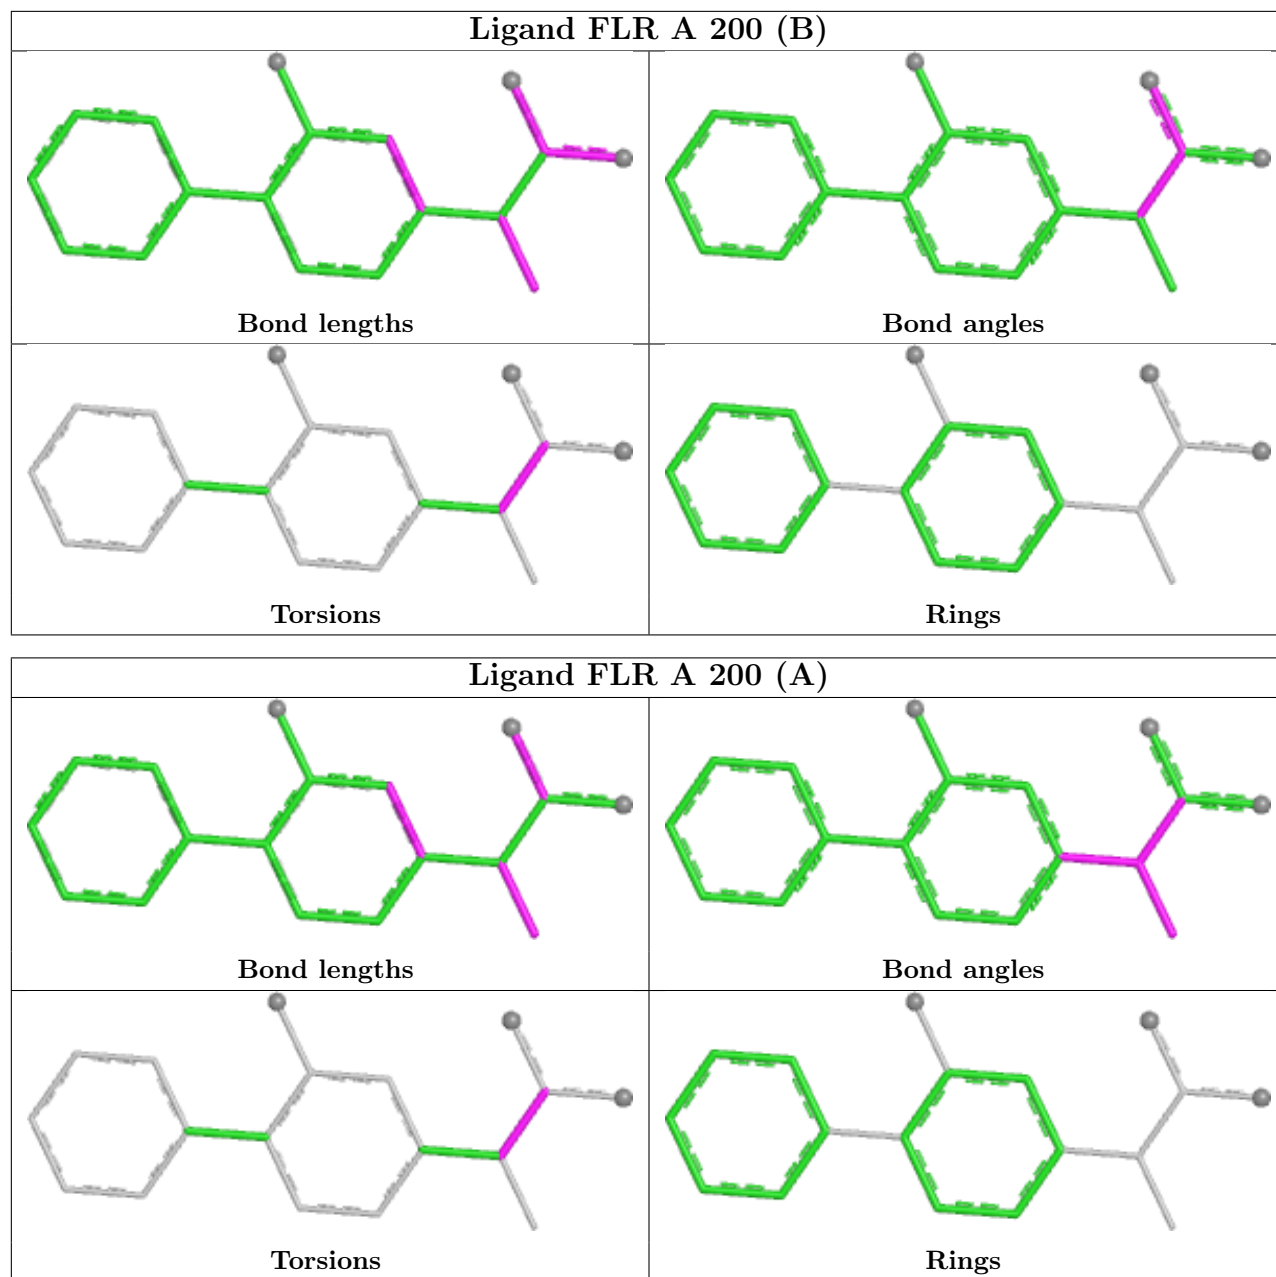 Ligand FLR A 200 (B)
Bond lengths
Bond angles
Torsions
Rings
Ligand FLR A 200 (A)
Bond lengths
Bond angles
Torsions
Rings